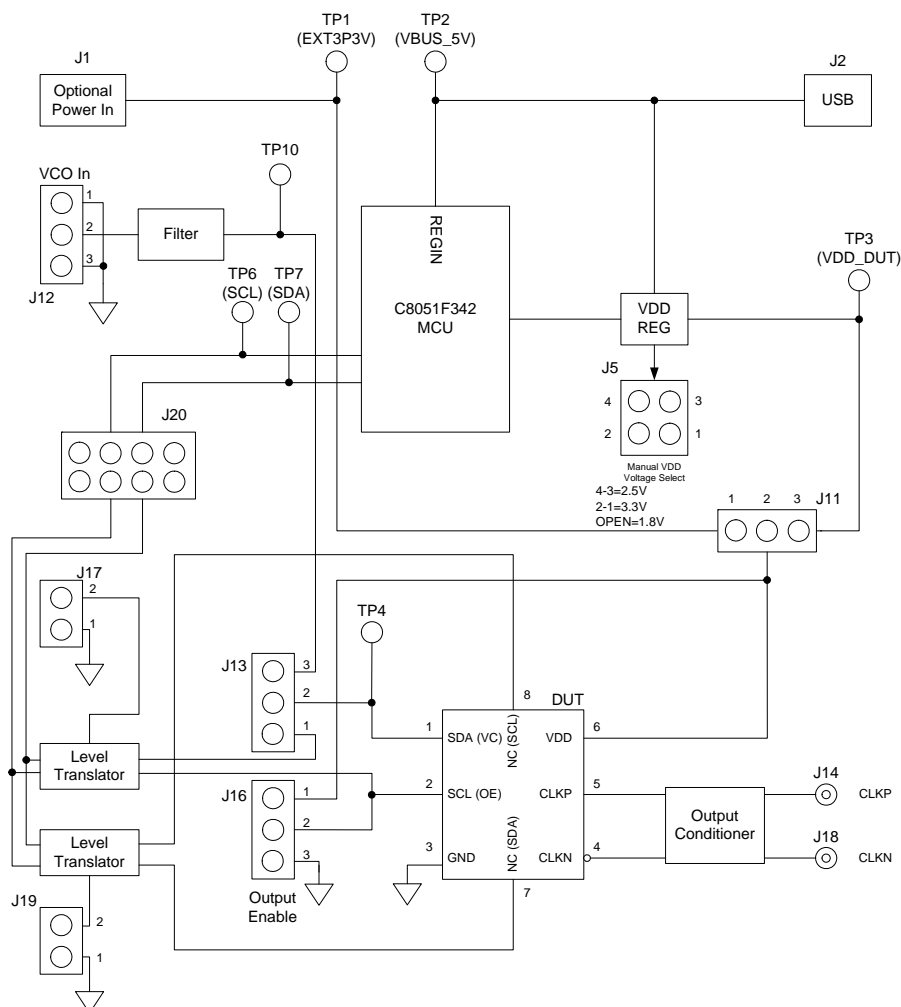 TP1
(EXT3P3V)
TP2
(VBUS_5V)
J1
Optional
Power In
J2
USB
TP10
VCO In
1
2
3
J12
Filter
REGIN
C8051F342
MCU
TP3
(VDD_DUT)
TP6
(SCL)
TP7
(SDA)
VDD
REG
J5
4
3
2
1
Manual VDD
Voltage Select
4-3=2.5V
2-1=3.3V
OPEN=1.8V
J20
1
2
3
J11
J17
2
1
TP4
J13
3
2
1
8
DUT
NC (SCL)
1
SDA (VC)
VDD
6
Level
Translator
J16
1
2
3
Output
Enable
2
SCL (OE)
CLKP
5
3
GND
NC (SDA)
CLKN
4
7
Output
Conditioner
J14
CLKP
J18
CLKN
Level
Translator
J19
2
1